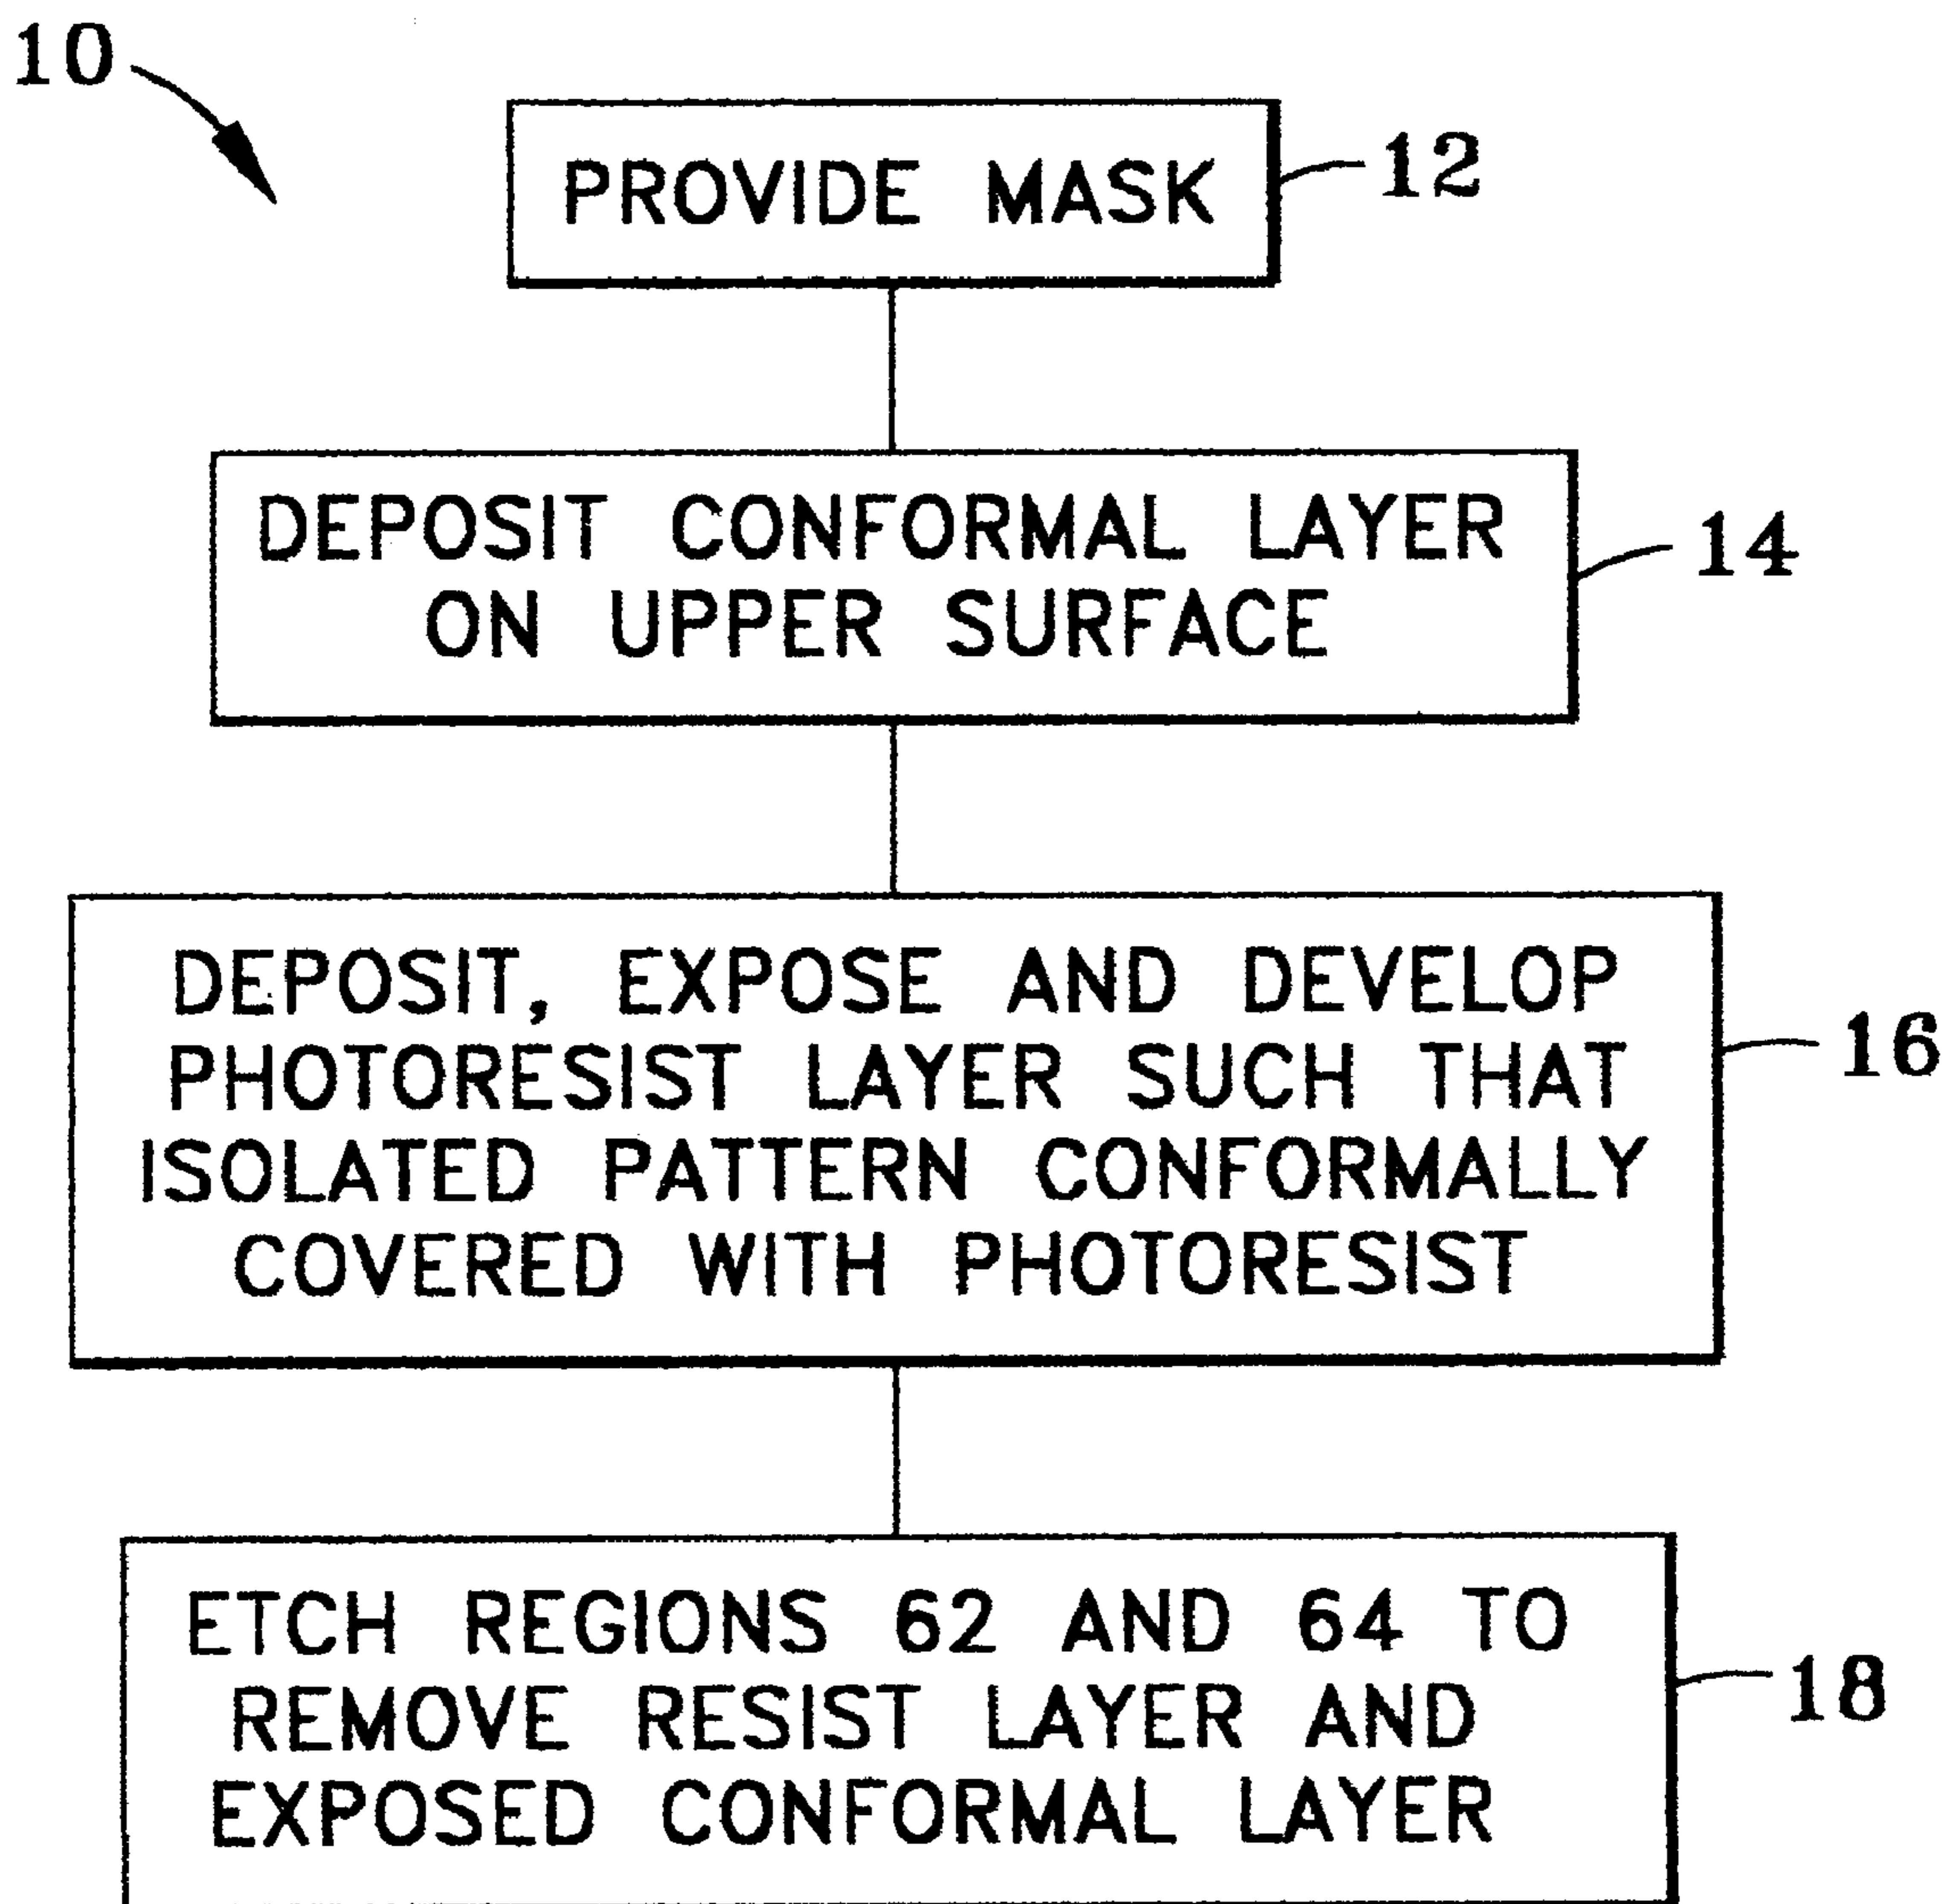 10
PROVIDE MASK
12
DEPOSIT CONFORMAL LAYER
ON UPPER SURFACE
14
DEPOSIT, EXPOSE AND DEVELOP
PHOTORESIST LAYER SUCH THAT
ISOLATED PATTERN CONFORMALLY
COVERED WITH PHOTORESIST
16
ETCH REGIONS 62 AND 64 TO
REMOVE RESIST LAYER AND
EXPOSED CONFORMAL LAYER
18